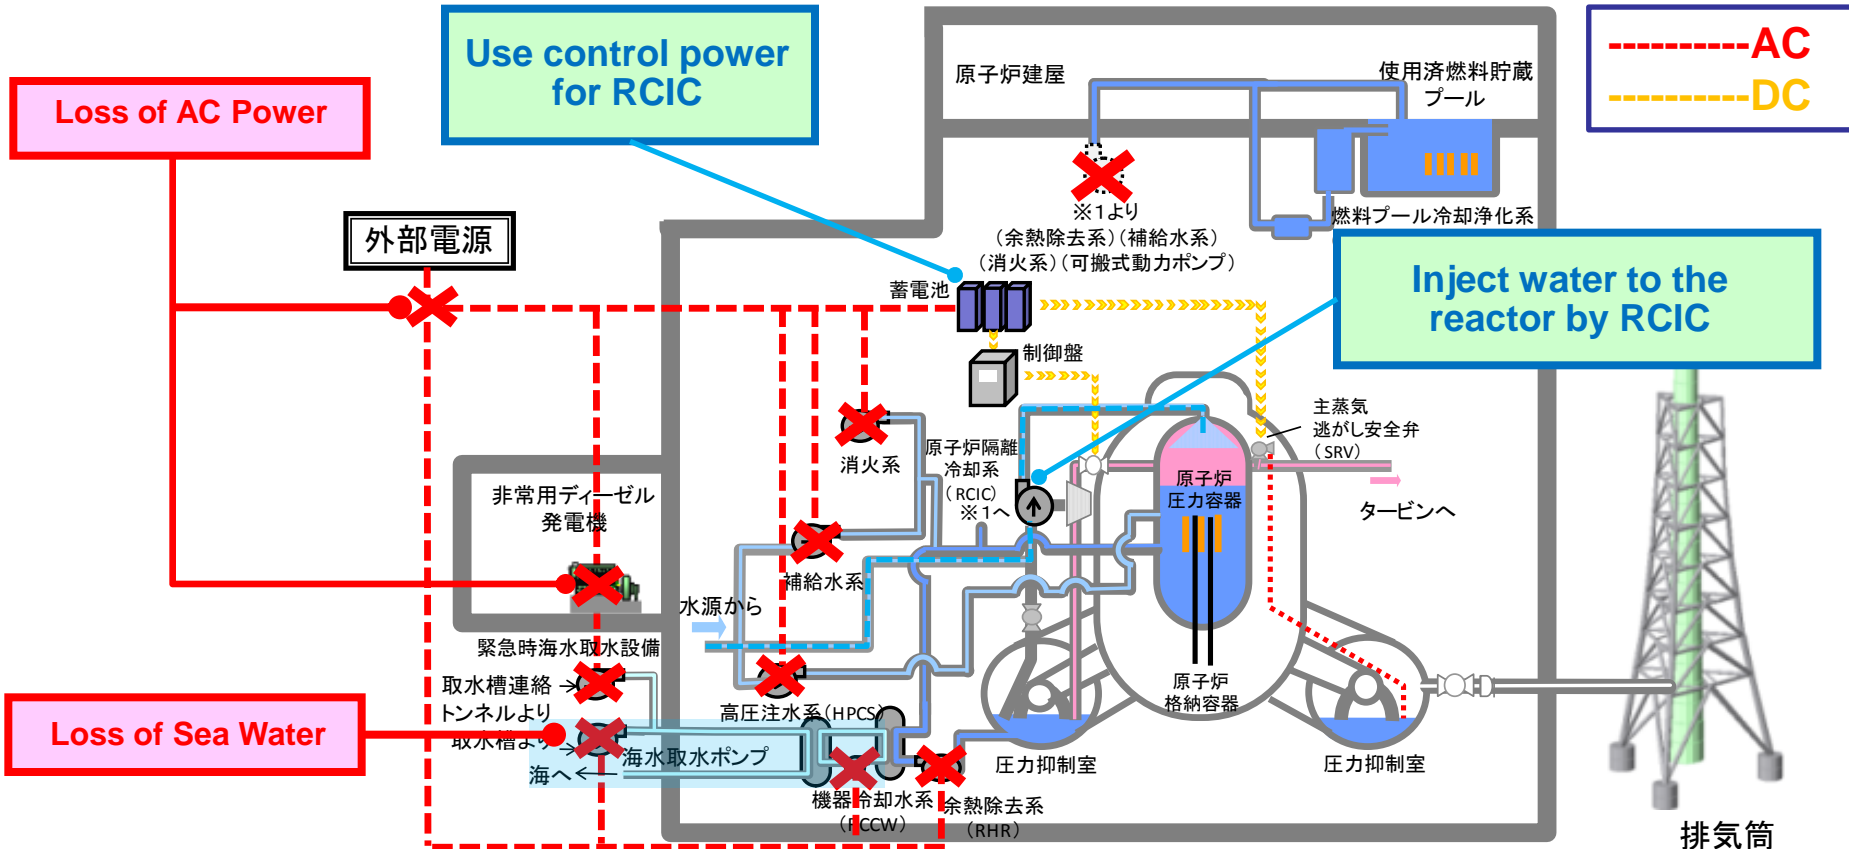 Use control power
for RCIC
AC
DC
Loss of AC Power
原子炉建屋
使用済燃料貯蔵
プール
※1より
(余熱除去系)(補給水系)
(消火系)(可搬式動力ポンプ)
燃料プール冷却浄化系
外部電源
蓄電池
制御盤
Inject water to the
reactor by RCIC
主蒸気
逃がし安全弁
(SRV)
タービンへ
消火系
原子炉隔離
冷却系
(RCIC)
※1へ
原子炉
圧力容器
非常用ディーゼル
発電機
補給水系
水源から
緊急時海水取水設備
取水槽連絡
トンネルより
取水槽より
海へ
海水取水ポンプ
高圧注水系(HPCS)
原子炉
格納容器
Loss of Sea Water
圧力抑制室
圧力抑制室
機器冷却水系
(RCCW)
余熱除去系
(RHR)
排気筒